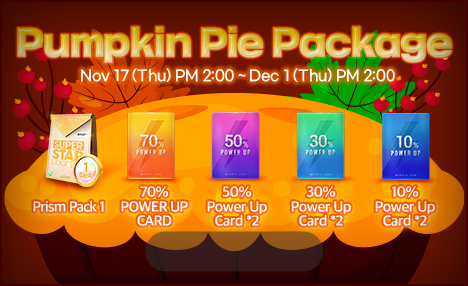 Pumpkin Pie Package
Nov 17 (Thu) PM 2:00 ~ Dec 1 (Thu) PM 2:00
SUPER
STAR
1
Card
70%
POWER UP
50%
POWER UP
30%
POWER UP
10%
POWER UP
Prism Pack 1
70%
POWER UP
CARD
50%
Power Up
Card *2
30%
Power Up
Card *2
10%
Power Up
Card *2